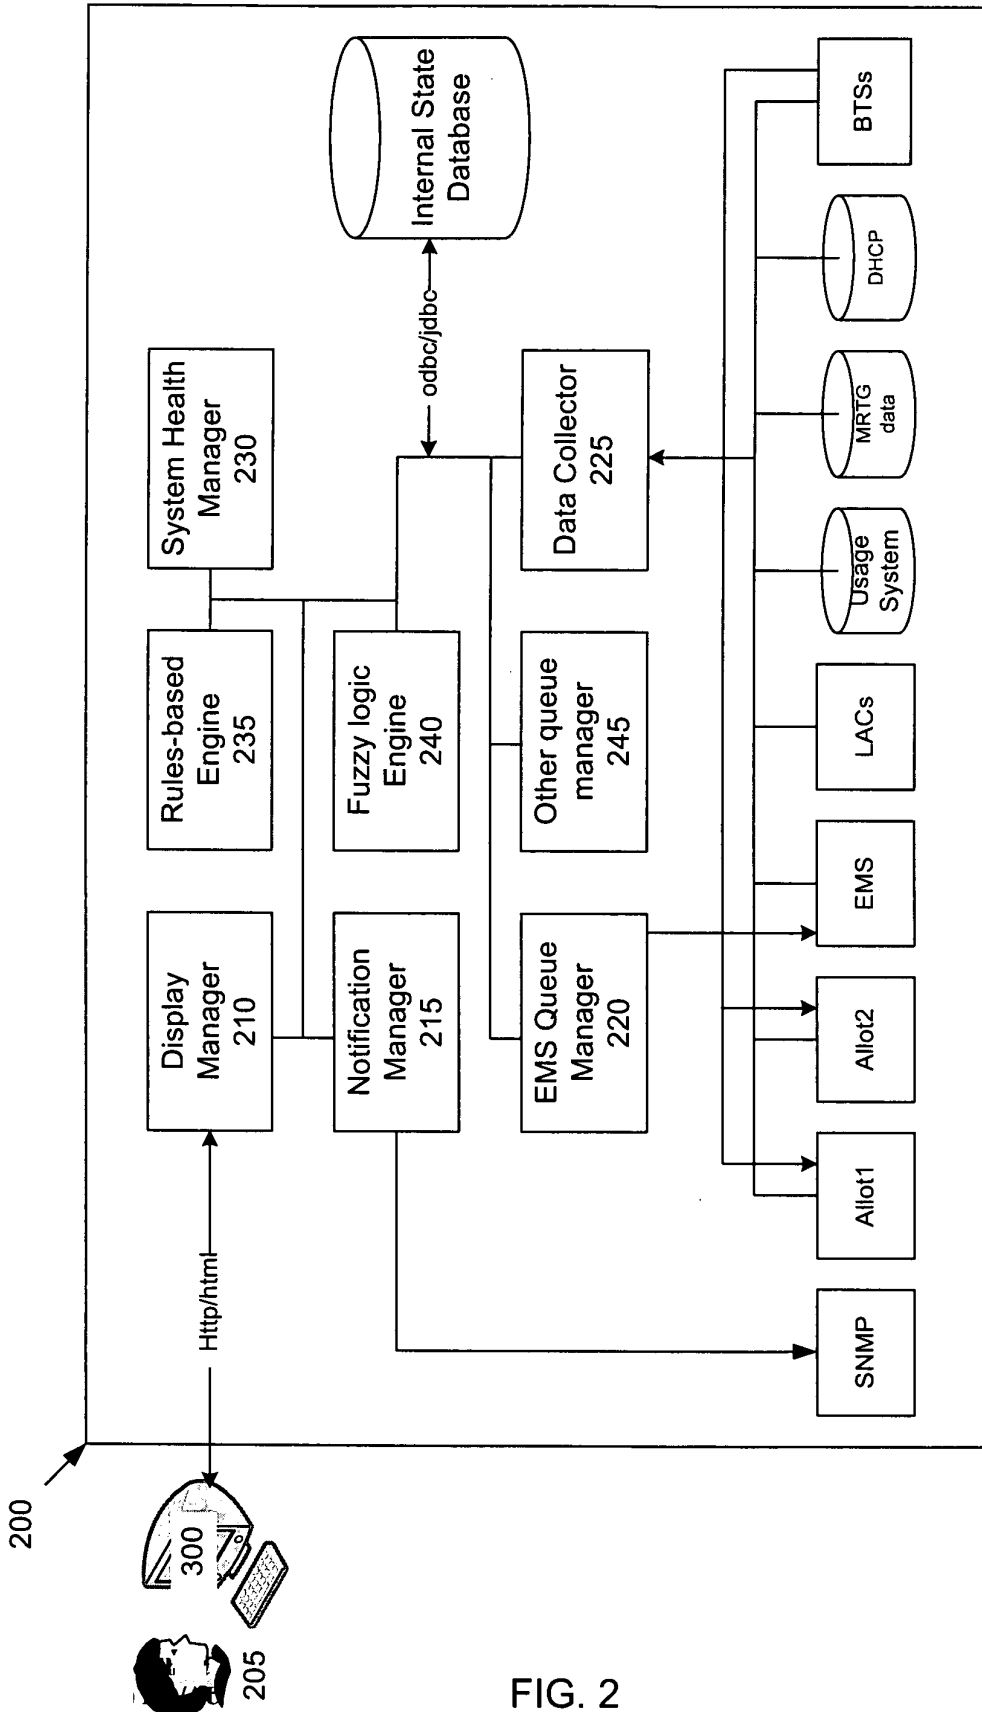 200
205
300
Http/html
Display
Manager
210
Rules-based
Engine
235
System Health
Manager
230
Notification
Manager
215
Fuzzy logic
Engine
240
odbc/jdbc
Internal State
Database
EMS Queue
Manager
220
Other queue
manager
245
Data Collector
225
SNMP
Allot1
Allot2
EMS
LACs
Usage
System
MRTG
data
DHCP
BTSs
FIG. 2